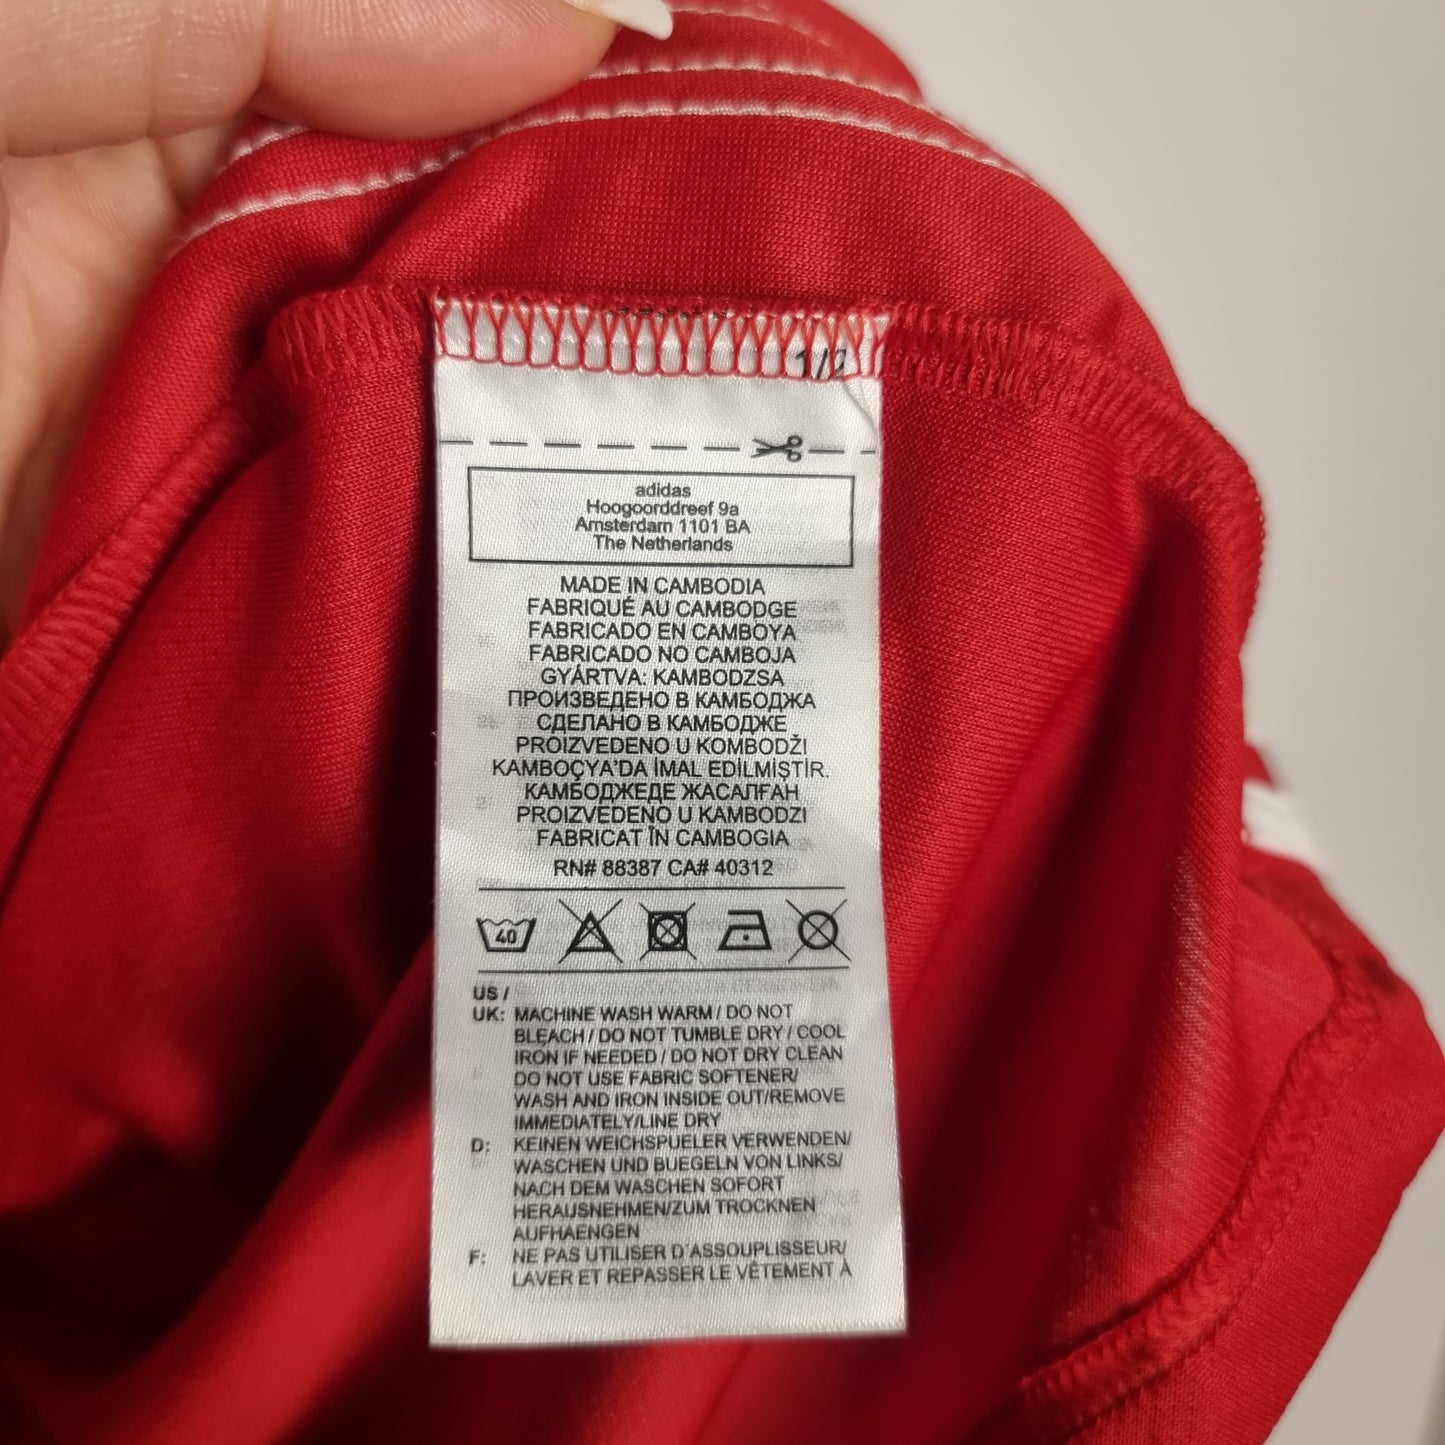 adidas
Hoogoorddreef 9a
Amsterdam 1101 BA
The Netherlands
MADE IN CAMBODIA
FABRIQUÉ AU CAMBODGE
FABRICADO EN CAMBOYA
FABRICADO NO CAMBOJA
GYÁRTVA: KAMBODZSA
ПРОИЗВЕДЕНО В КАМБОДЖА
СДЕЛАНО В КАМБОДЖЕ
PROIZVEDENO U KOMBODŽI
KAMBOÇYA'DA İMAL EDİLMİŞTİR.
КАМБОДЖЕДЕ ЖАСАЛҒАН
PROIZVEDENO U KAMBODZI
FABRICAT ÎN CAMBOGIA
RN# 88387 CA# 40312
40
US /
UK: MACHINE WASH WARM / DO NOT
BLEACH / DO NOT TUMBLE DRY / COOL
IRON IF NEEDED / DO NOT DRY CLEAN
DO NOT USE FABRIC SOFTENER/
WASH AND IRON INSIDE OUT/REMOVE
IMMEDIATELY/LINE DRY
D: KEINEN WEICHSPUELER VERWENDEN/
WASCHEN UND BUEGELN VON LINKS/
NACH DEM WASCHEN SOFORT
HERAUSNEHMEN/ZUM TROCKNEN
AUFHAENGEN
F: NE PAS UTILISER D'ASSOUPLISSEUR/
LAVER ET REPASSER LE VÊTEMENT À